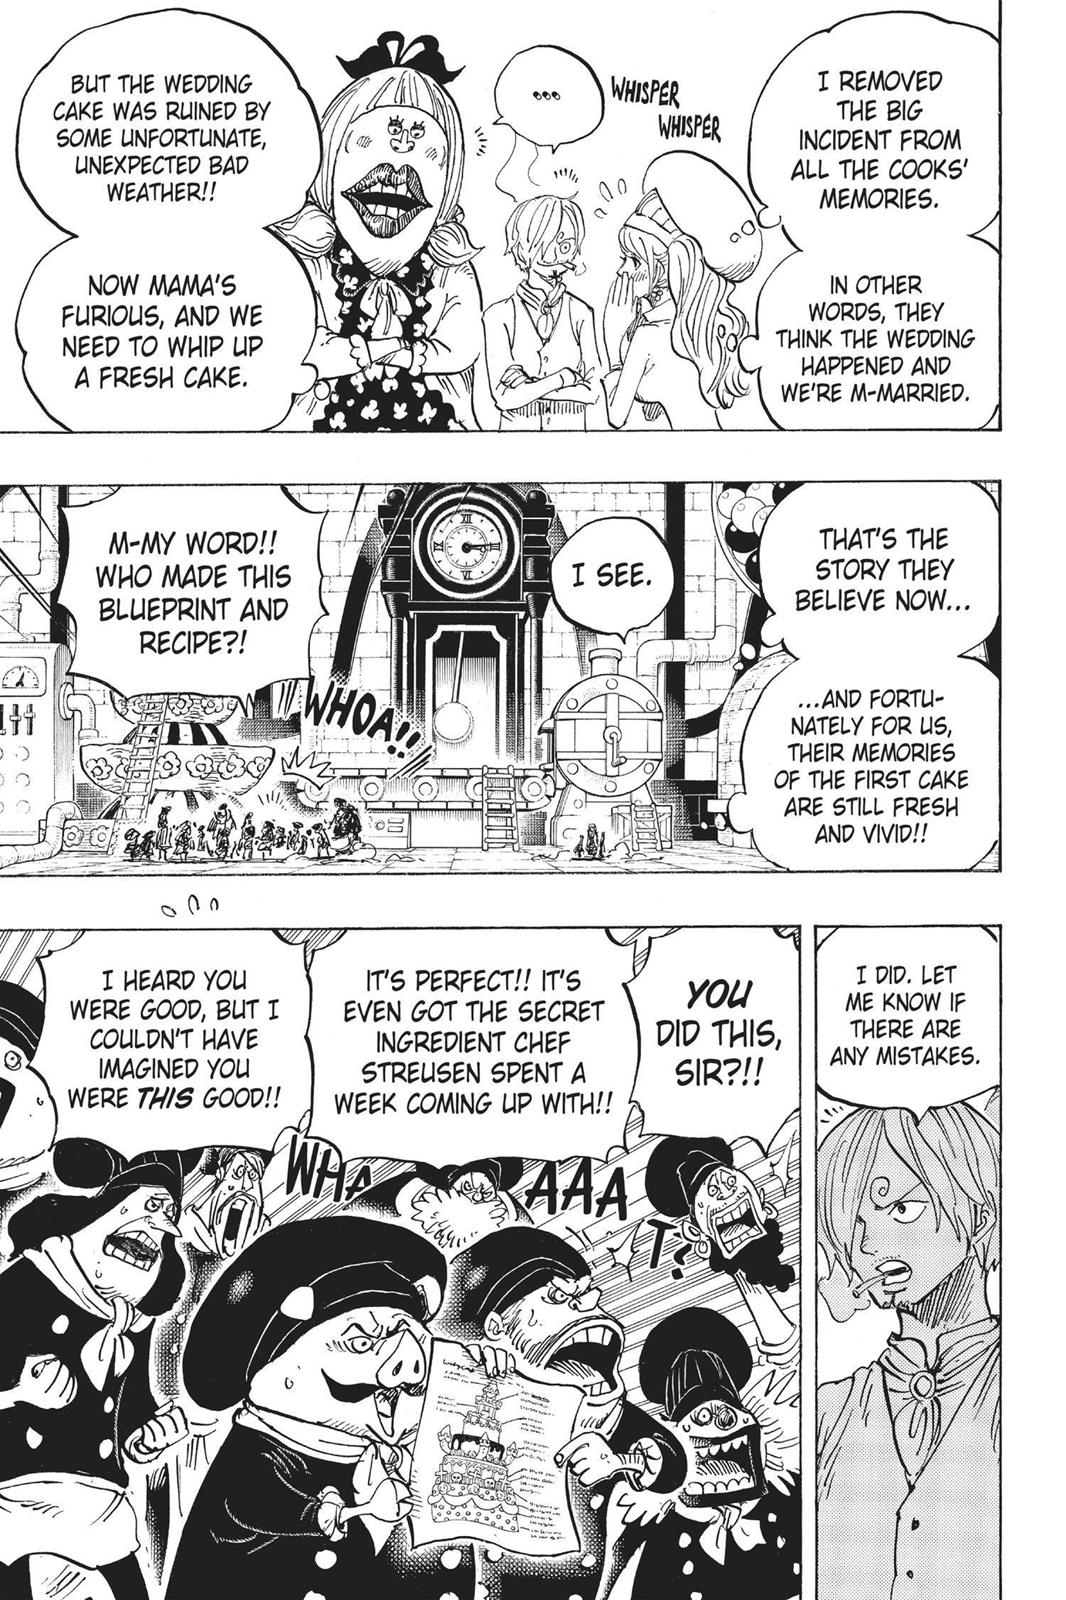 I REMOVED
THE BIG
INCIDENT FROM
ALL THE COOKS'
MEMORIES.
IN OTHER
WORDS, THEY
THINK THE WEDDING
HAPPENED AND
WE'RE M-MARRIED.
WHISPER
WHISPER
...
BUT THE WEDDING
CAKE WAS RUINED BY
SOME UNFORTUNATE,
UNEXPECTED BAD
WEATHER!!
NOW MAMA'S
FURIOUS, AND WE
NEED TO WHIP UP
A FRESH CAKE.
THAT'S THE
STORY THEY
BELIEVE NOW...
...AND FORTU-
NATELY FOR US,
THEIR MEMORIES
OF THE FIRST CAKE
ARE STILL FRESH
AND VIVID!!
I SEE.
M-MY WORD!!
WHO MADE THIS
BLUEPRINT AND
RECIPE?!
WHOA!!!
I DID. LET
ME KNOW IF
THERE ARE
ANY MISTAKES.
YOU
DID THIS,
SIR?!!
IT'S PERFECT!! IT'S
EVEN GOT THE SECRET
INGREDIENT CHEF
STREUSEN SPENT A
WEEK COMING UP WITH!!
I HEARD YOU
WERE GOOD, BUT I
COULDN'T HAVE
IMAGINED YOU
WERE THIS GOOD!!
WHA AAA T?